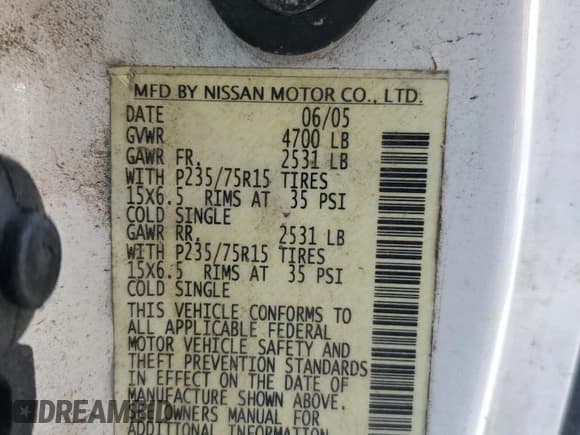 MFD BY NISSAN MOTOR CO., LTD.
DATE 06/05
GVWR 4700 LB
GAWR FR. 2531 LB
WITH P235/75R15 TIRES
15X6.5 RIMS AT 35 PSI
COLD SINGLE
GAWR RR. 2531 LB
WITH P235/75R15 TIRES
15X6.5 RIMS AT 35 PSI
COLD SINGLE
THIS VEHICLE CONFORMS TO
ALL APPLICABLE FEDERAL
MOTOR VEHICLE SAFETY AND
THEFT PREVENTION STANDARDS
IN EFFECT ON THE DATE OF
MANUFACTURE SHOWN ABOVE.
OWNERS MANUAL FOR
ADDITIONAL INFORMATION